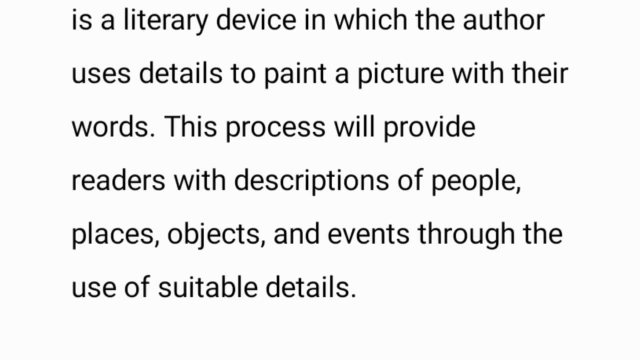 is a literary device in which the author
uses details to paint a picture with their
words. This process will provide
readers with descriptions of people,
places, objects, and events through the
use of suitable details.